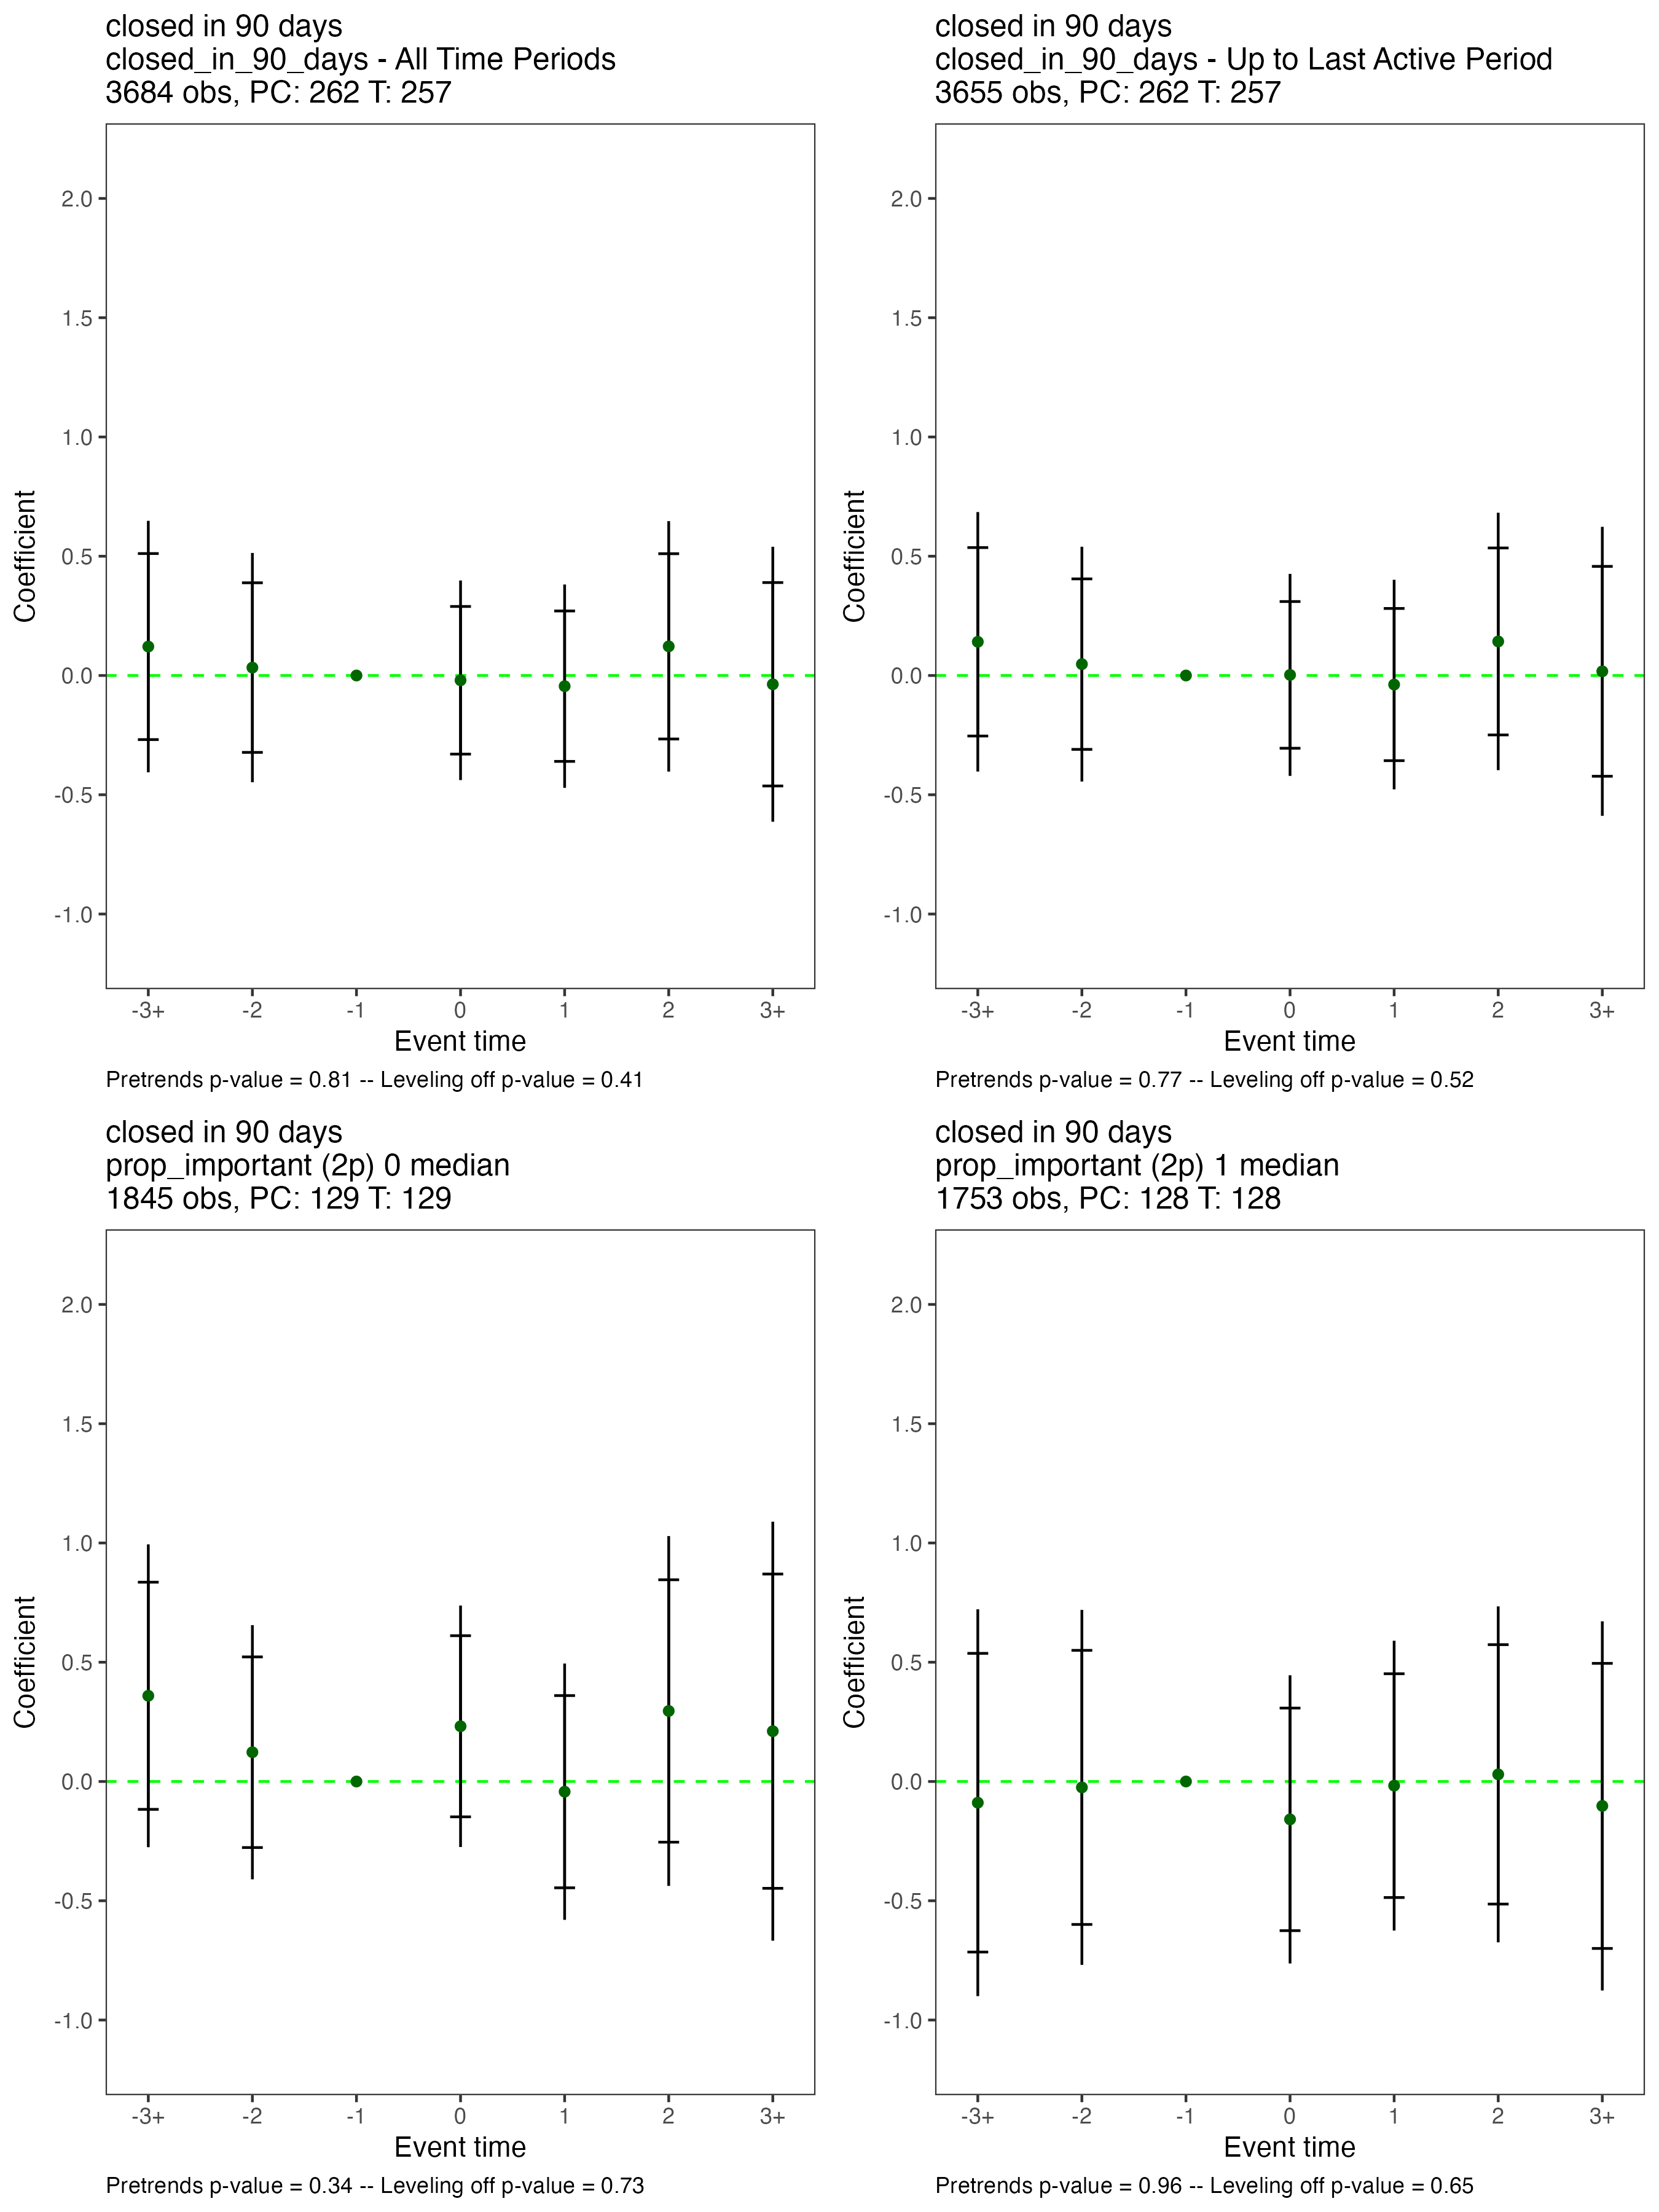 closed in 90 days
closed_in_90_days - All Time Periods
3684 obs, PC: 262 T: 257
Coefficient
2.0
1.5
1.0
0.5
0.0
-0.5
-1.0
-3+ -2 -1 0 1 2 3+
Event time
Pretrends p-value = 0.81 -- Leveling off p-value = 0.41
closed in 90 days
closed_in_90_days - Up to Last Active Period
3655 obs, PC: 262 T: 257
Coefficient
2.0
1.5
1.0
0.5
0.0
-0.5
-1.0
-3+ -2 -1 0 1 2 3+
Event time
Pretrends p-value = 0.77 -- Leveling off p-value = 0.52
closed in 90 days
prop_important (2p) 0 median
1845 obs, PC: 129 T: 129
Coefficient
2.0
1.5
1.0
0.5
0.0
-0.5
-1.0
-3+ -2 -1 0 1 2 3+
Event time
Pretrends p-value = 0.34 -- Leveling off p-value = 0.73
closed in 90 days
prop_important (2p) 1 median
1753 obs, PC: 128 T: 128
Coefficient
2.0
1.5
1.0
0.5
0.0
-0.5
-1.0
-3+ -2 -1 0 1 2 3+
Event time
Pretrends p-value = 0.96 -- Leveling off p-value = 0.65